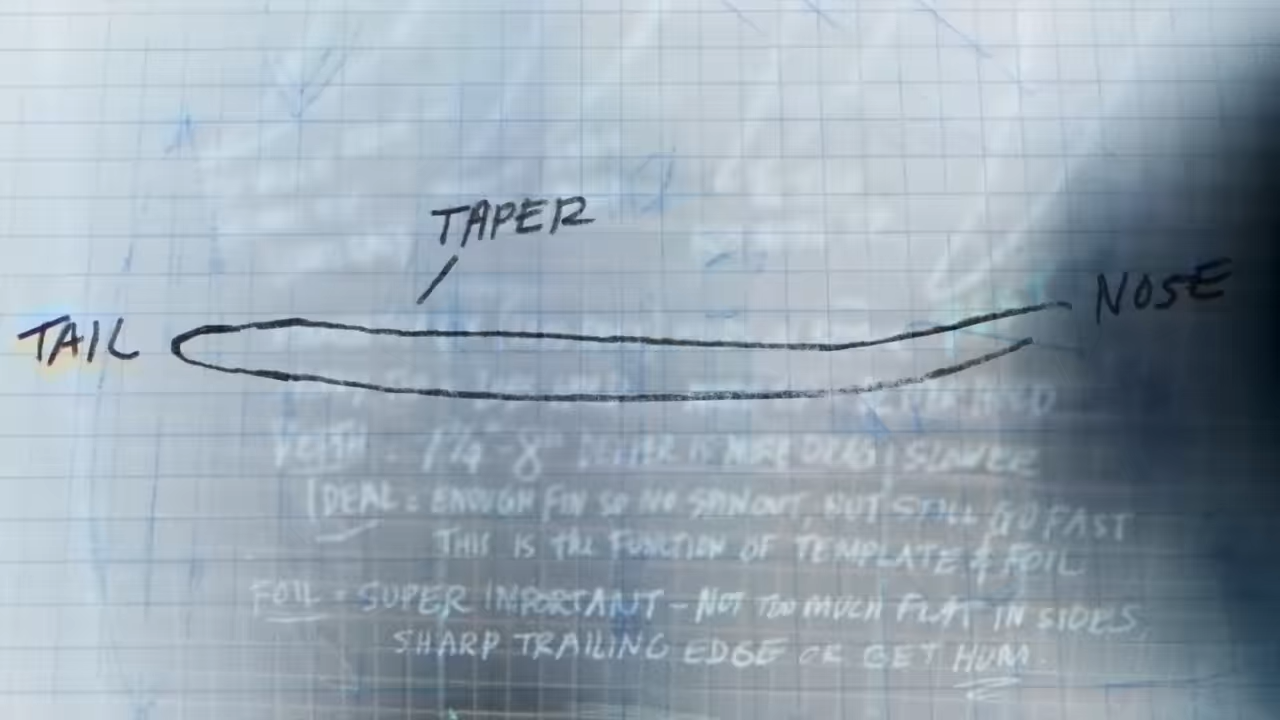 TAPER
NOSE
TAIL
DEPTH = 7¼"-8" DEEPER IS MORE DRAG, SLOWER
IDEAL = ENOUGH FIN SO NO SPINOUT, BUT STILL GO FAST
THIS IS THE FUNCTION OF TEMPLATE & FOIL
FOIL = SUPER IMPORTANT - NOT TOO MUCH FLAT IN SIDES,
SHARP TRAILING EDGE OR GET HUM.